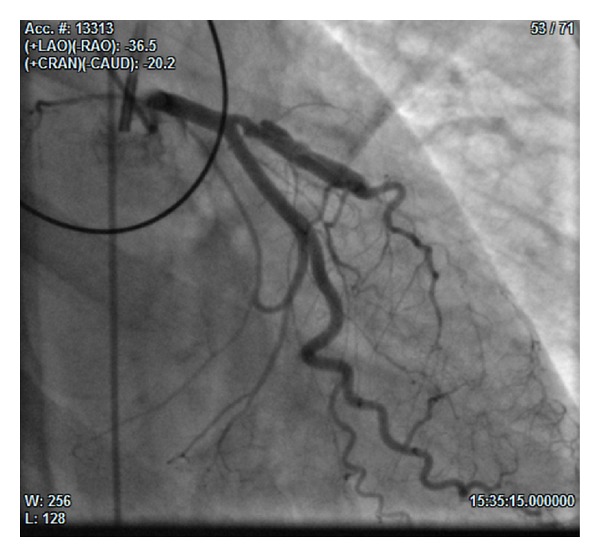 Acc. #: 13313
53 / 71
(+LAO)(-RAO): -36.5
(+CRAN)(-CAUD): -20.2
W: 256
15:35:15.000000
L: 128